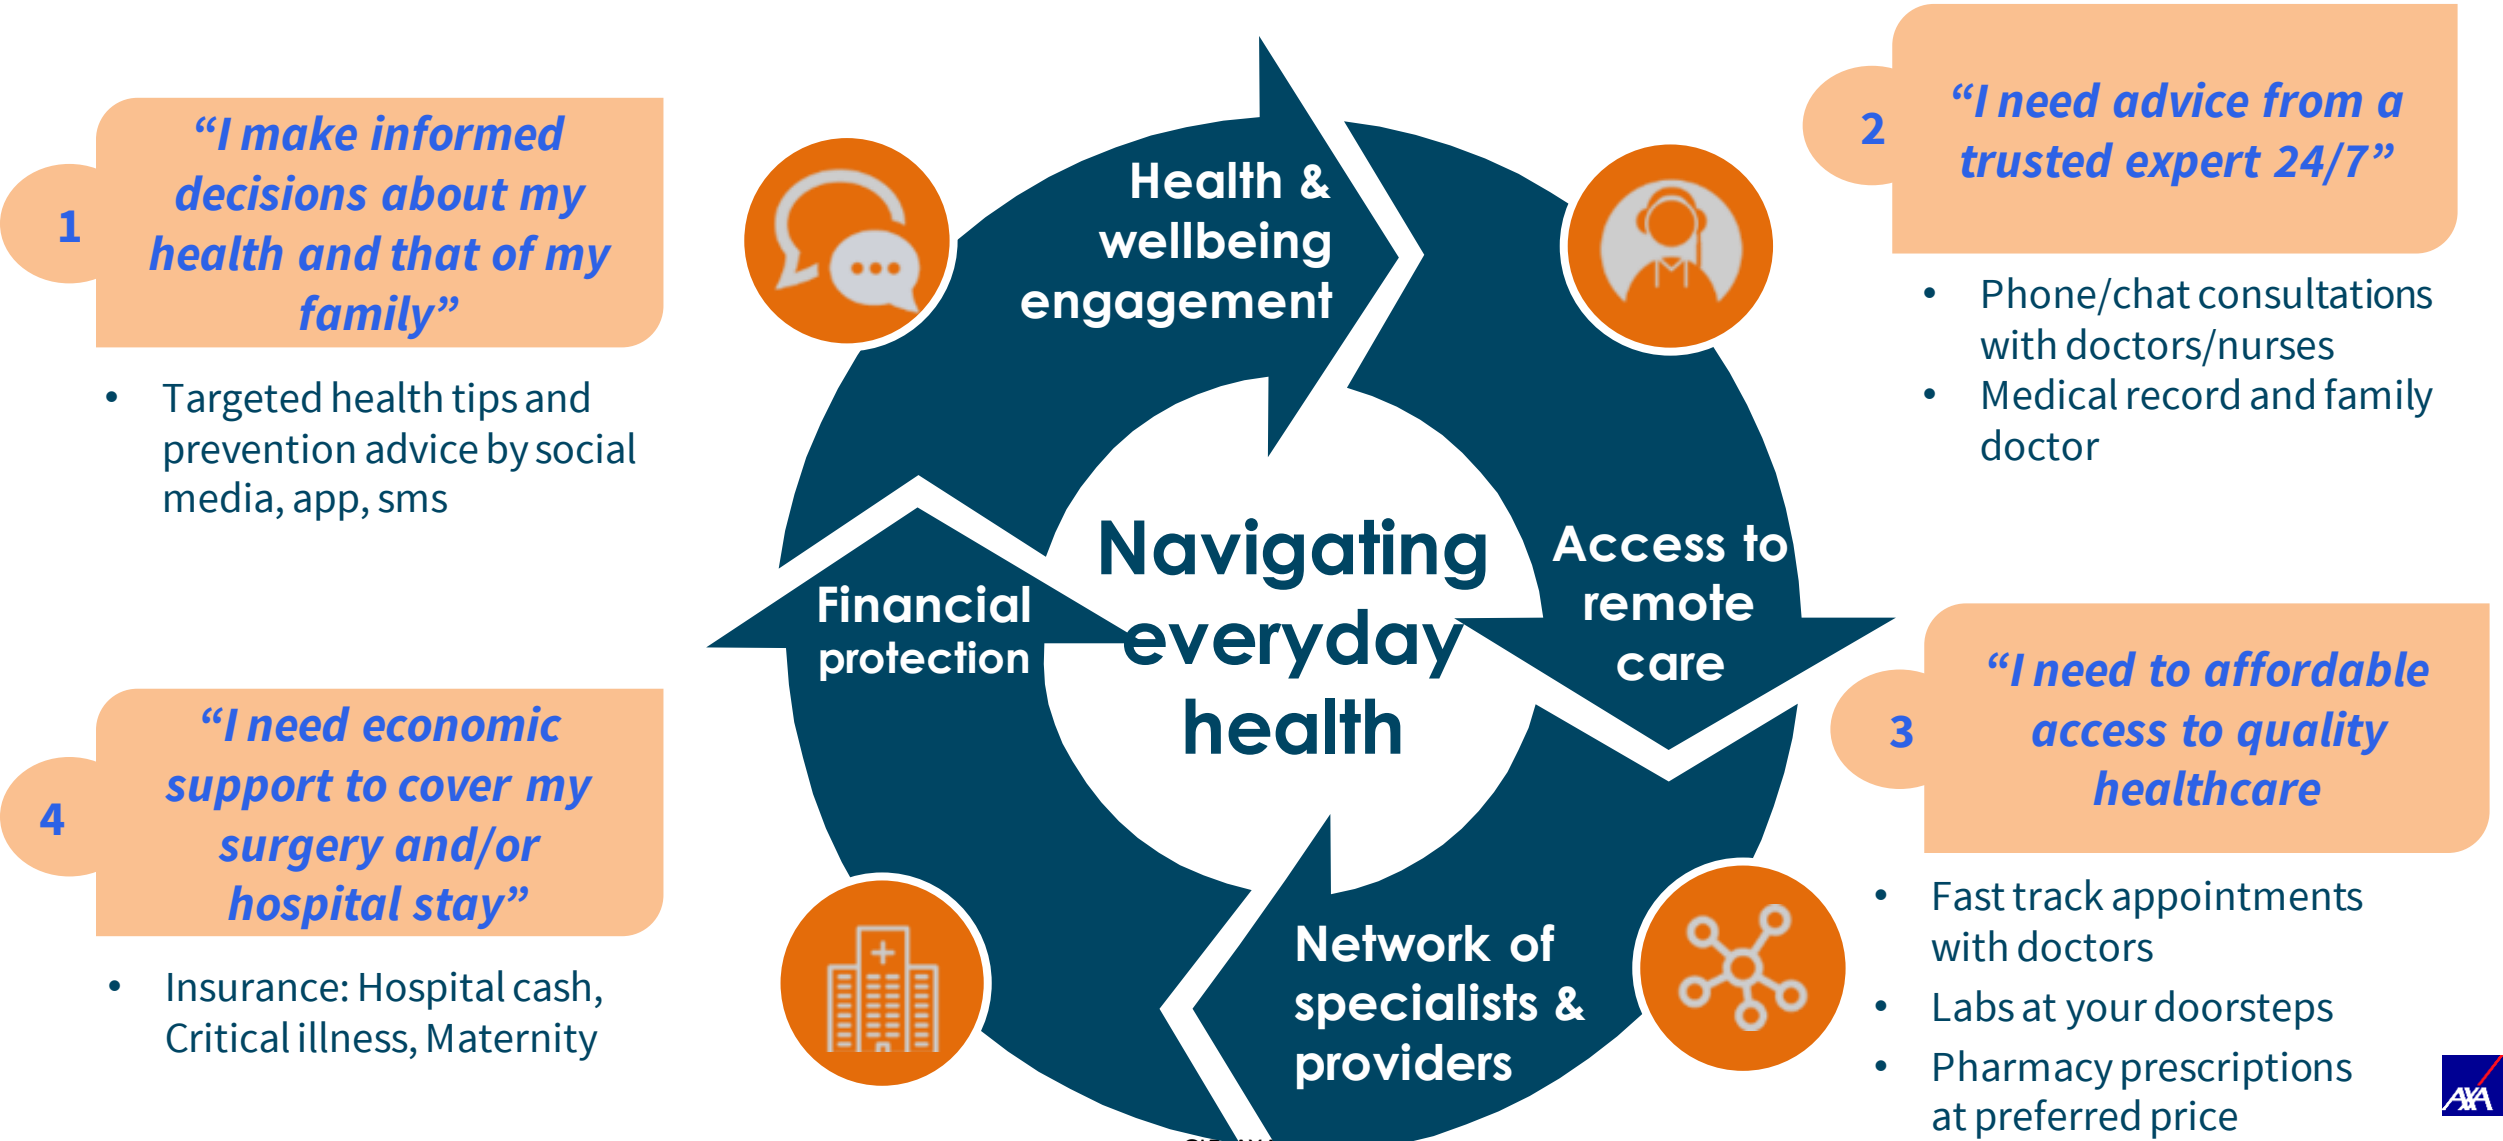 1
“I make informed
decisions about my
health and that of my
family”
• Targeted health tips and
prevention advice by social
media, app, sms
2
“I need advice from a
trusted expert 24/7”
• Phone/chat consultations
with doctors/nurses
• Medical record and family
doctor
3
“I need to affordable
access to quality
healthcare
• Fast track appointments
with doctors
• Labs at your doorsteps
• Pharmacy prescriptions
at preferred price
4
“I need economic
support to cover my
surgery and/or
hospital stay”
• Insurance: Hospital cash,
Critical illness, Maternity
Health &
wellbeing
engagement
Access to
remote
care
Network of
specialists &
providers
Financial
protection
Navigating
everyday
health
AXA